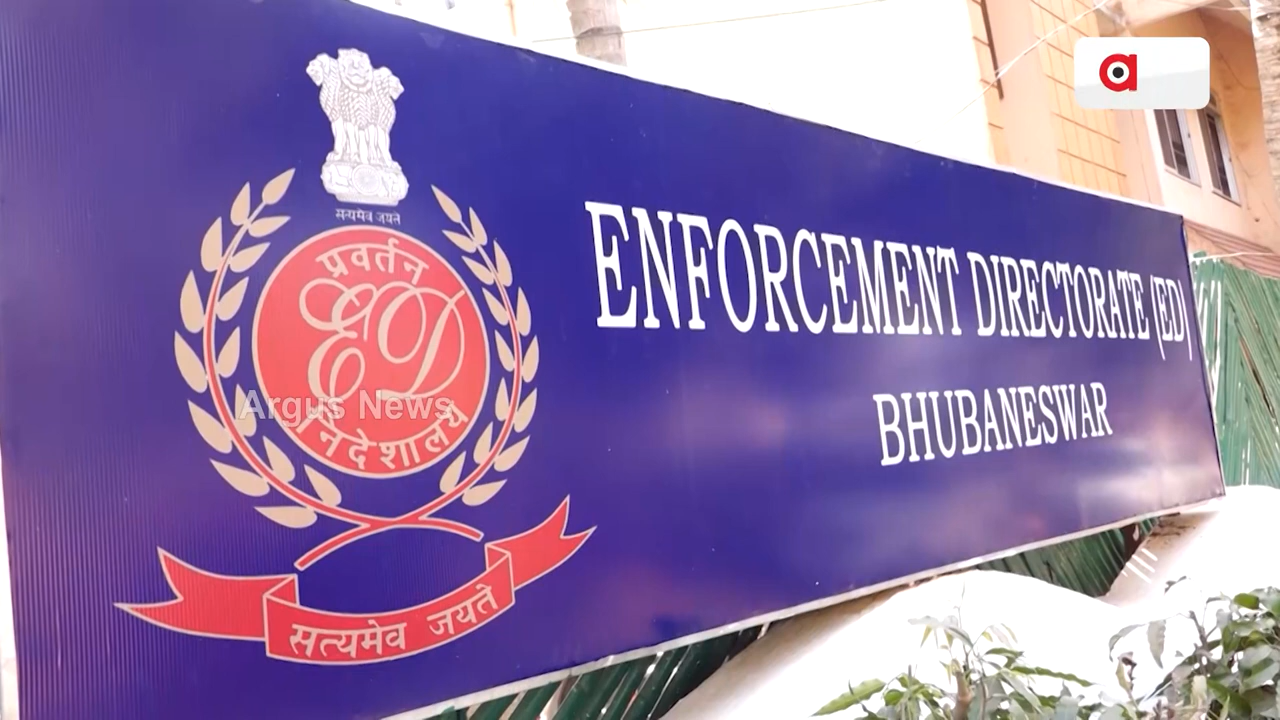 सत्यमेव जयते
प्रवर्तन
ED
निदेशालय
सत्यमेव जयते
ENFORCEMENT DIRECTORATE (ED)
BHUBANESWAR
Argus News
a